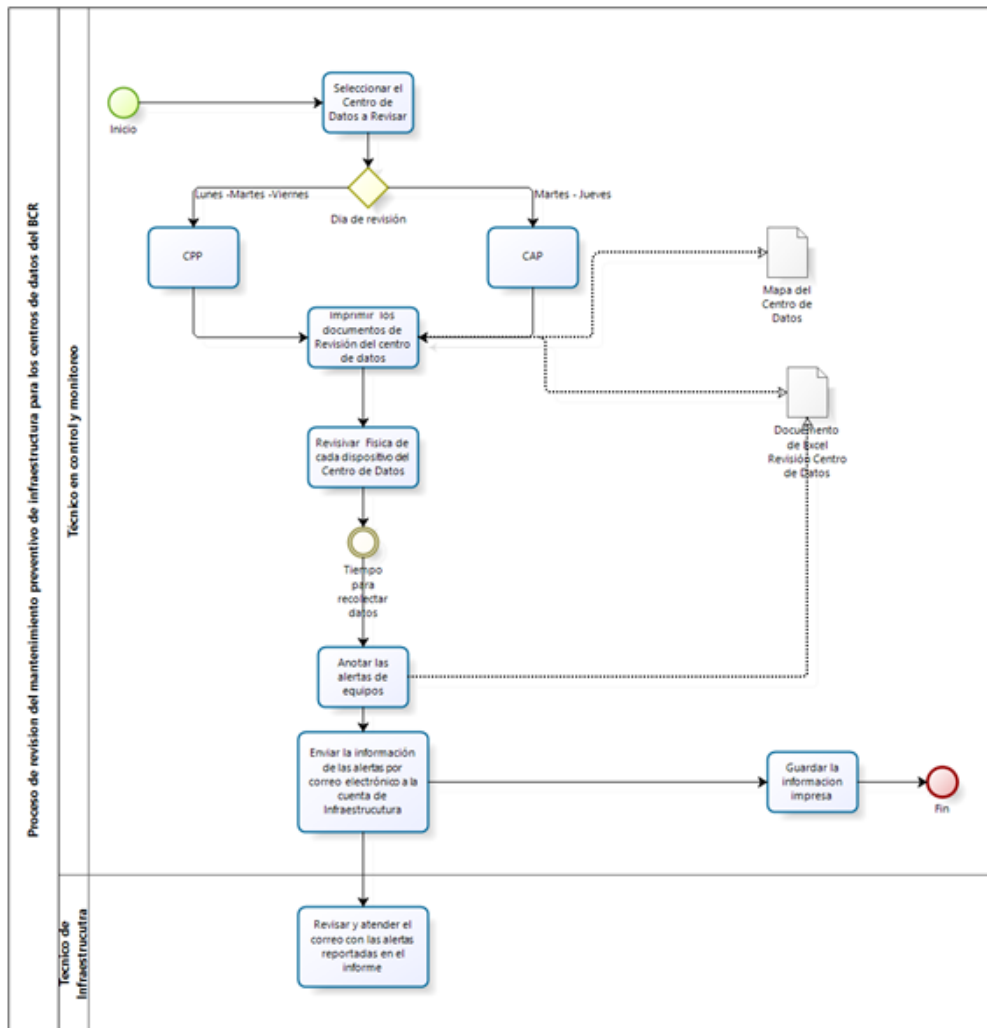 Proceso de revision del mantenimiento preventivo de infraestructura para los centros de datos del BCR
Técnico en control y monitoreo
Inicio
Seleccionar el
Centro de
Datos a Revisar
Lunes -Martes -Viernes
Martes - Jueves
Dia de revisión
CPP
CAP
Mapa del
Centro de
Datos
Imprimir los
documentos de
Revisión del centro
de datos
Documento
de Excel
Revisión Centro
de Datos
Revisivar Fisica de
cada dispositivo del
Centro de Datos
Tiempo
para
recolectar
datos
Anotar las
alertas de
equipos
Enviar la información
de las alertas por
correo electrónico a la
cuenta de
Infraestrucutura
Guardar la
informacion
impresa
Fin
Tecnico de
Infraestrucutra
Revisar y atender el
correo con las alertas
reportadas en el
informe